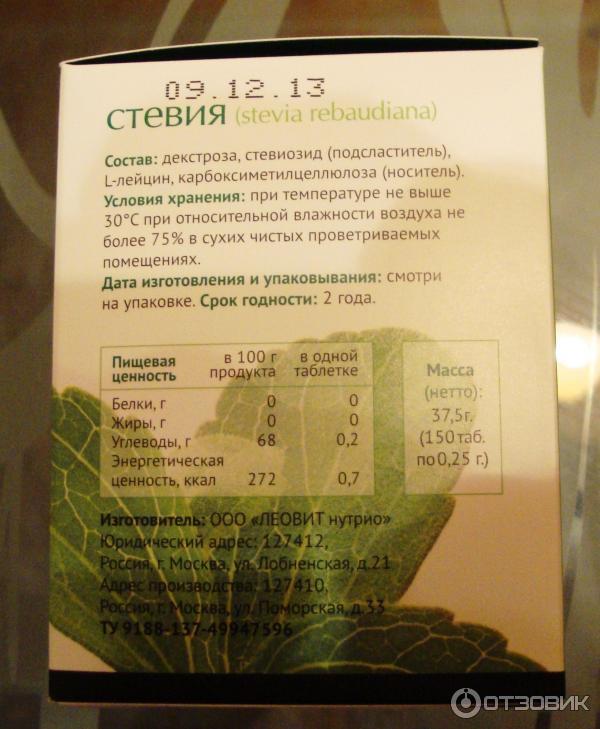 09.12.13
стевия (stevia rebaudiana)
Состав: декстроза, стевиозид (подсластитель),
L-лейцин, карбоксиметилцеллюлоза (носитель).
Условия хранения: при температуре не выше
30°С при относительной влажности воздуха не
более 75% в сухих чистых проветриваемых
помещениях.
Дата изготовления и упаковывания: смотри
на упаковке. Срок годности: 2 года.
Пищевая ценность в 100 г продукта в одной таблетке
Белки, г 0 0
Жиры, г 0 0
Углеводы, г 68 0,2
Энергетическая
ценность, ккал 272 0,7
Масса
(нетто):
37,5г.
(150 таб.
по 0,25 г.)
Изготовитель: ООО «ЛЕОВИТ нутрио»
Юридический адрес: 127412,
Россия, г. Москва, ул. Лобненская, д.21
Адрес производства: 127410,
Россия, г. Москва, ул. Поморская, д.33
ТУ 9188-137-49947596
ОТЗОВИК